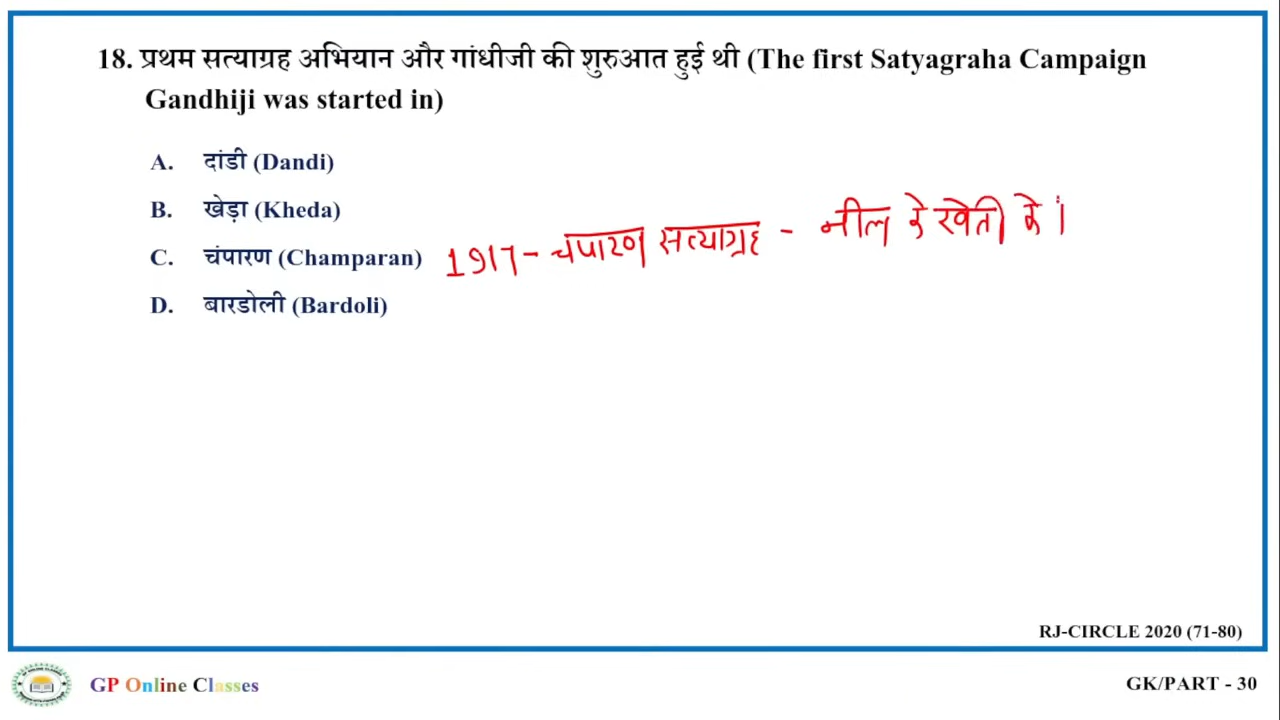 18. प्रथम सत्याग्रह अभियान और गांधीजी की शुरुआत हुई थी (The first Satyagraha Campaign
Gandhiji was started in)
A. दांडी (Dandi)
B. खेड़ा (Kheda)
C. चंपारण (Champaran)
1917 - चंपारण सत्याग्रह - नील के खेती के
D. बारडोली (Bardoli)
RJ-CIRCLE 2020 (71-80)
GP Online Classes
GK/PART - 30